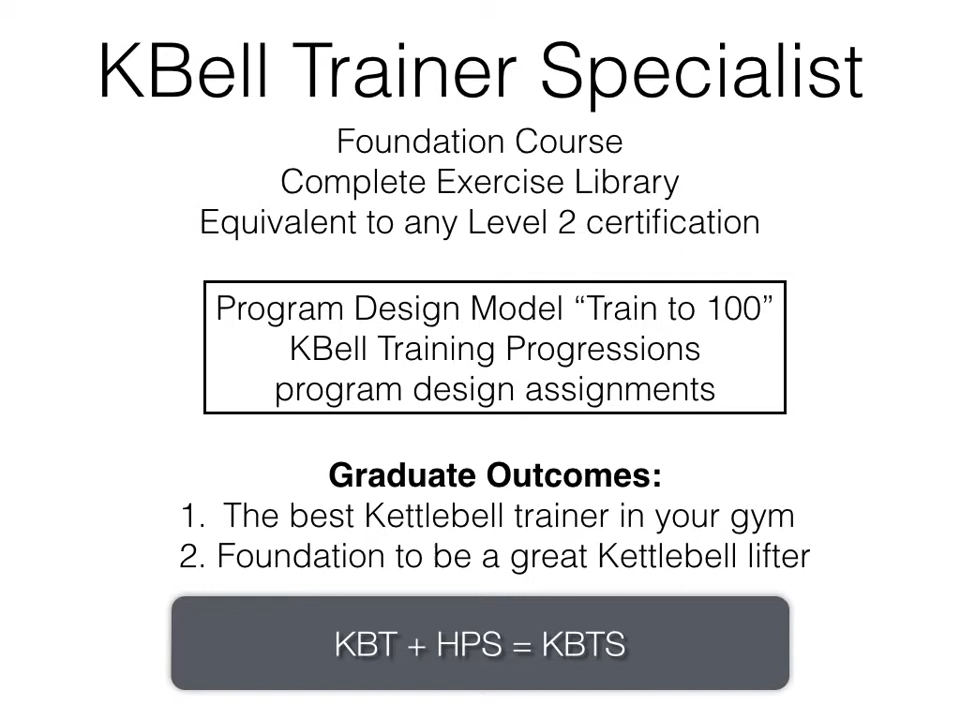 KBell Trainer Specialist
Foundation Course
Complete Exercise Library
Equivalent to any Level 2 certification
Program Design Model “Train to 100”
KBell Training Progressions
program design assignments
Graduate Outcomes:
1. The best Kettlebell trainer in your gym
2. Foundation to be a great Kettlebell lifter
KBT + HPS = KBTS